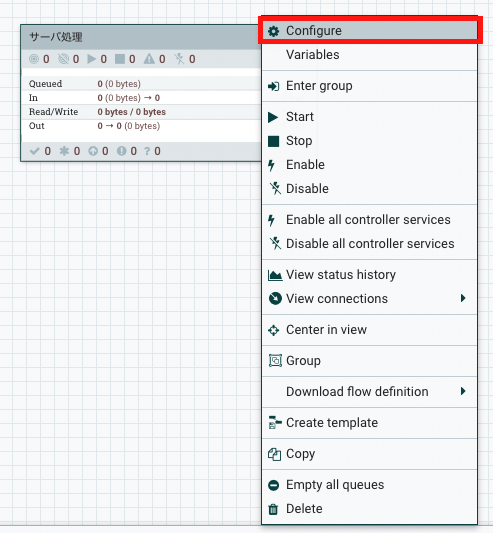 サーバ処理
0 0 0 0 0 0
Queued 0 (0 bytes)
In 0 (0 bytes) → 0
Read/Write 0 bytes / 0 bytes
Out 0 → 0 (0 bytes)
0 0 0 0 ? 0
Configure
Variables
Enter group
Start
Stop
Enable
Disable
Enable all controller services
Disable all controller services
View status history
View connections
Center in view
Group
Download flow definition
Create template
Copy
Empty all queues
Delete